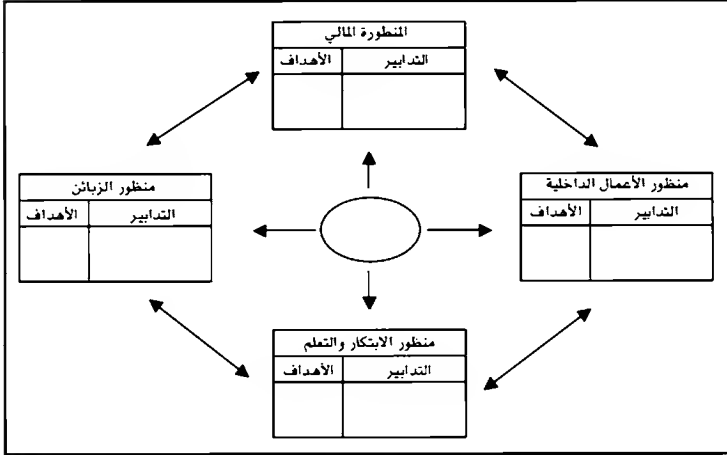 المنظورة المالي
التدابير الأهداف
منظور الأعمال الداخلية
التدابير الأهداف
منظور الزبائن
التدابير الأهداف
منظور الابتكار والتعلم
التدابير الأهداف